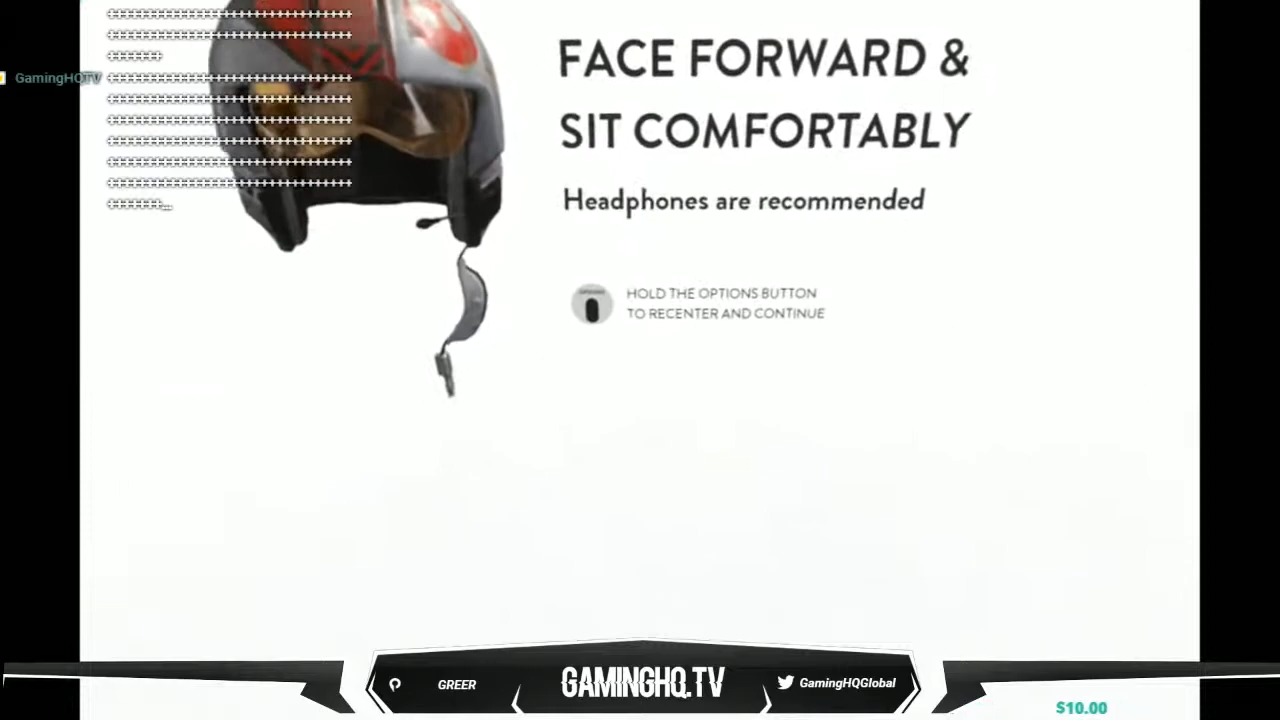 GamingHQTV
FACE FORWARD &
SIT COMFORTABLY
Headphones are recommended
HOLD THE OPTIONS BUTTON
TO RECENTER AND CONTINUE
GREER
GAMINGHQ.TV
GamingHQGlobal
$10.00